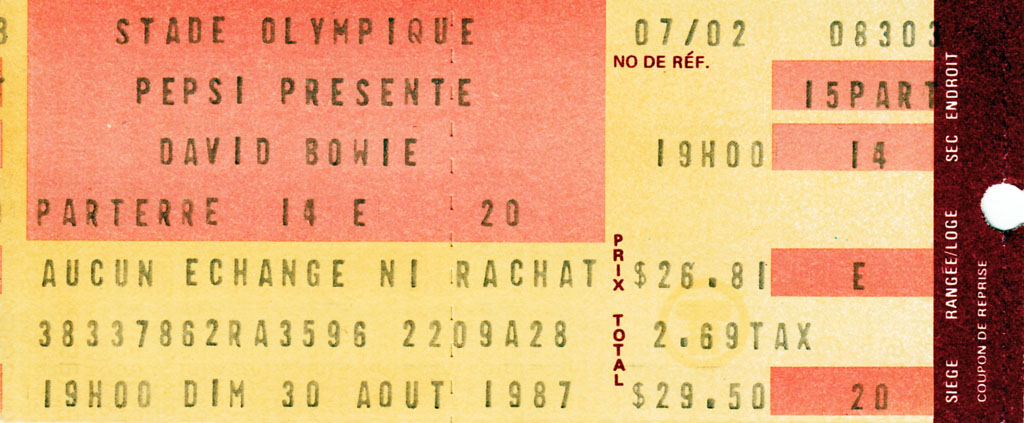 STADE OLYMPIQUE 07/02 08303
NO DE RÉF.
PEPSI PRESENTE 15PART
DAVID BOWIE 19H00 14
PARTERRE 14 E 20
PRIX TOTAL
AUCUN ECHANGE NI RACHAT $26.81 E
38337862RA3596 2209A28 2.69TAX
19H00 DIM 30 AOUT 1987 $29.50 20
SIEGE RANGÉE/LOGE SEC ENDROIT
COUPON DE REPRISE